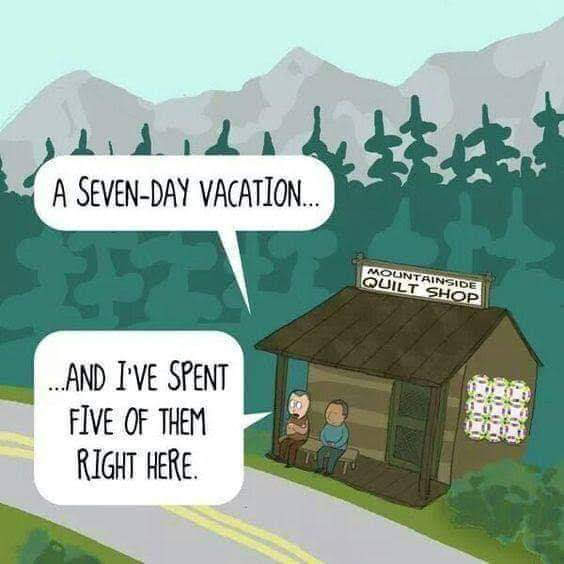 A SEVEN-DAY VACATION...
MOUNTAINSIDE
QUILT SHOP
...AND I'VE SPENT
FIVE OF THEM
RIGHT HERE.